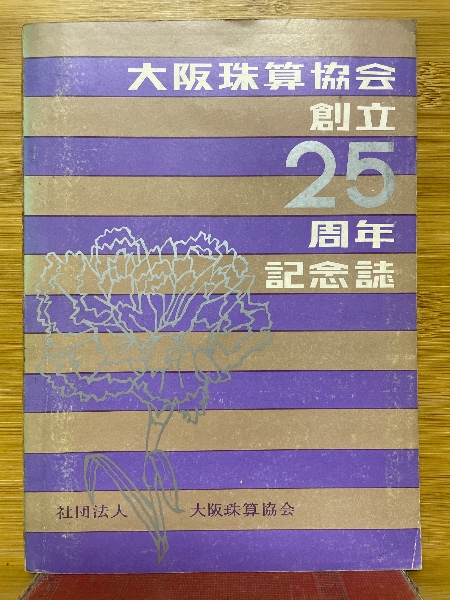 大阪珠算協会
創立
25
周年
記念誌
社団法人 大阪珠算協会